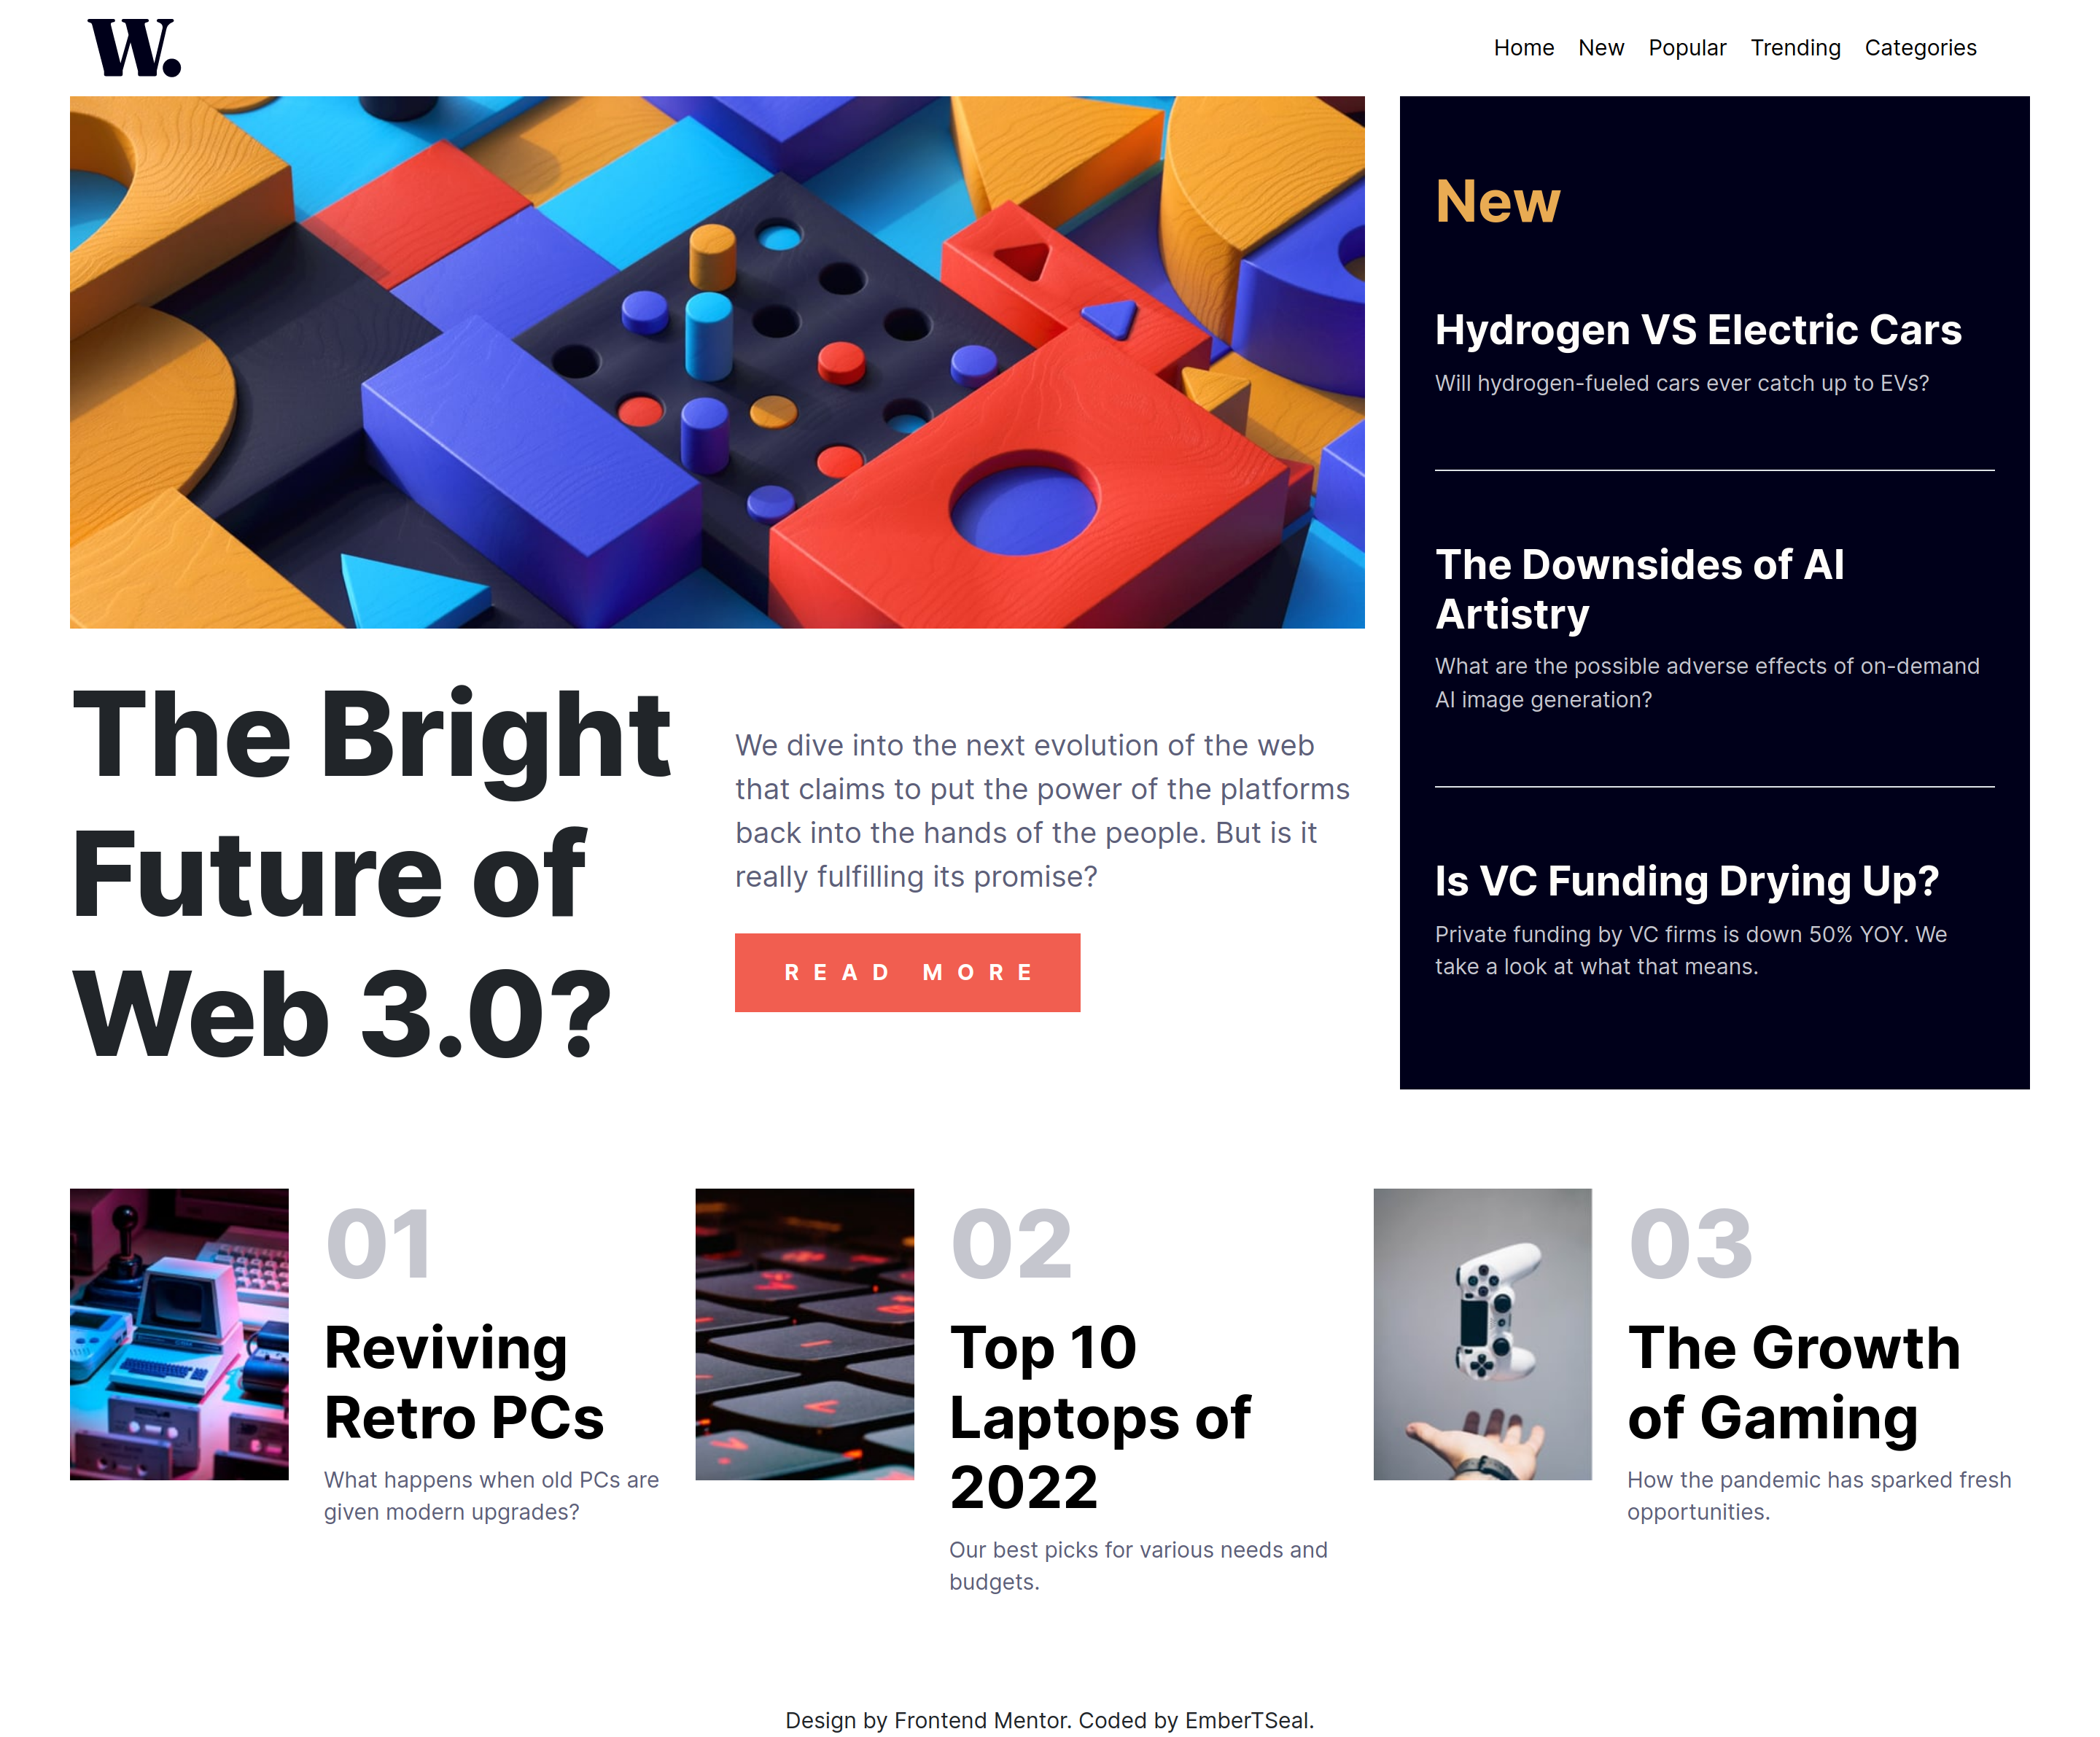 W.
Home New Popular Trending Categories
The Bright
Future of
Web 3.0?
We dive into the next evolution of the web
that claims to put the power of the platforms
back into the hands of the people. But is it
really fulfilling its promise?
READ MORE
New
Hydrogen VS Electric Cars
Will hydrogen-fueled cars ever catch up to EVs?
The Downsides of AI
Artistry
What are the possible adverse effects of on-demand
AI image generation?
Is VC Funding Drying Up?
Private funding by VC firms is down 50% YOY. We
take a look at what that means.
01
Reviving
Retro PCs
What happens when old PCs are
given modern upgrades?
02
Top 10
Laptops of
2022
Our best picks for various needs and
budgets.
03
The Growth
of Gaming
How the pandemic has sparked fresh
opportunities.
Design by Frontend Mentor. Coded by EmberTSeal.